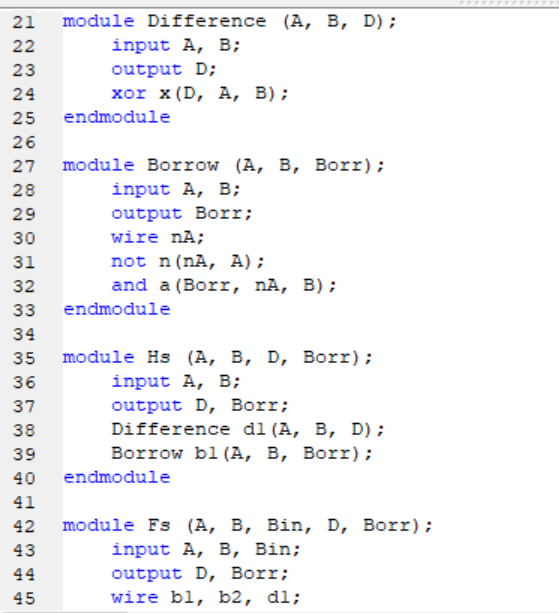 21 module Difference (A, B, D);
22     input A, B;
23     output D;
24     xor x(D, A, B);
25 endmodule
26
27 module Borrow (A, B, Borr);
28     input A, B;
29     output Borr;
30     wire nA;
31     not n(nA, A);
32     and a(Borr, nA, B);
33 endmodule
34
35 module Hs (A, B, D, Borr);
36     input A, B;
37     output D, Borr;
38     Difference d1(A, B, D);
39     Borrow b1(A, B, Borr);
40 endmodule
41
42 module Fs (A, B, Bin, D, Borr);
43     input A, B, Bin;
44     output D, Borr;
45     wire b1, b2, d1;